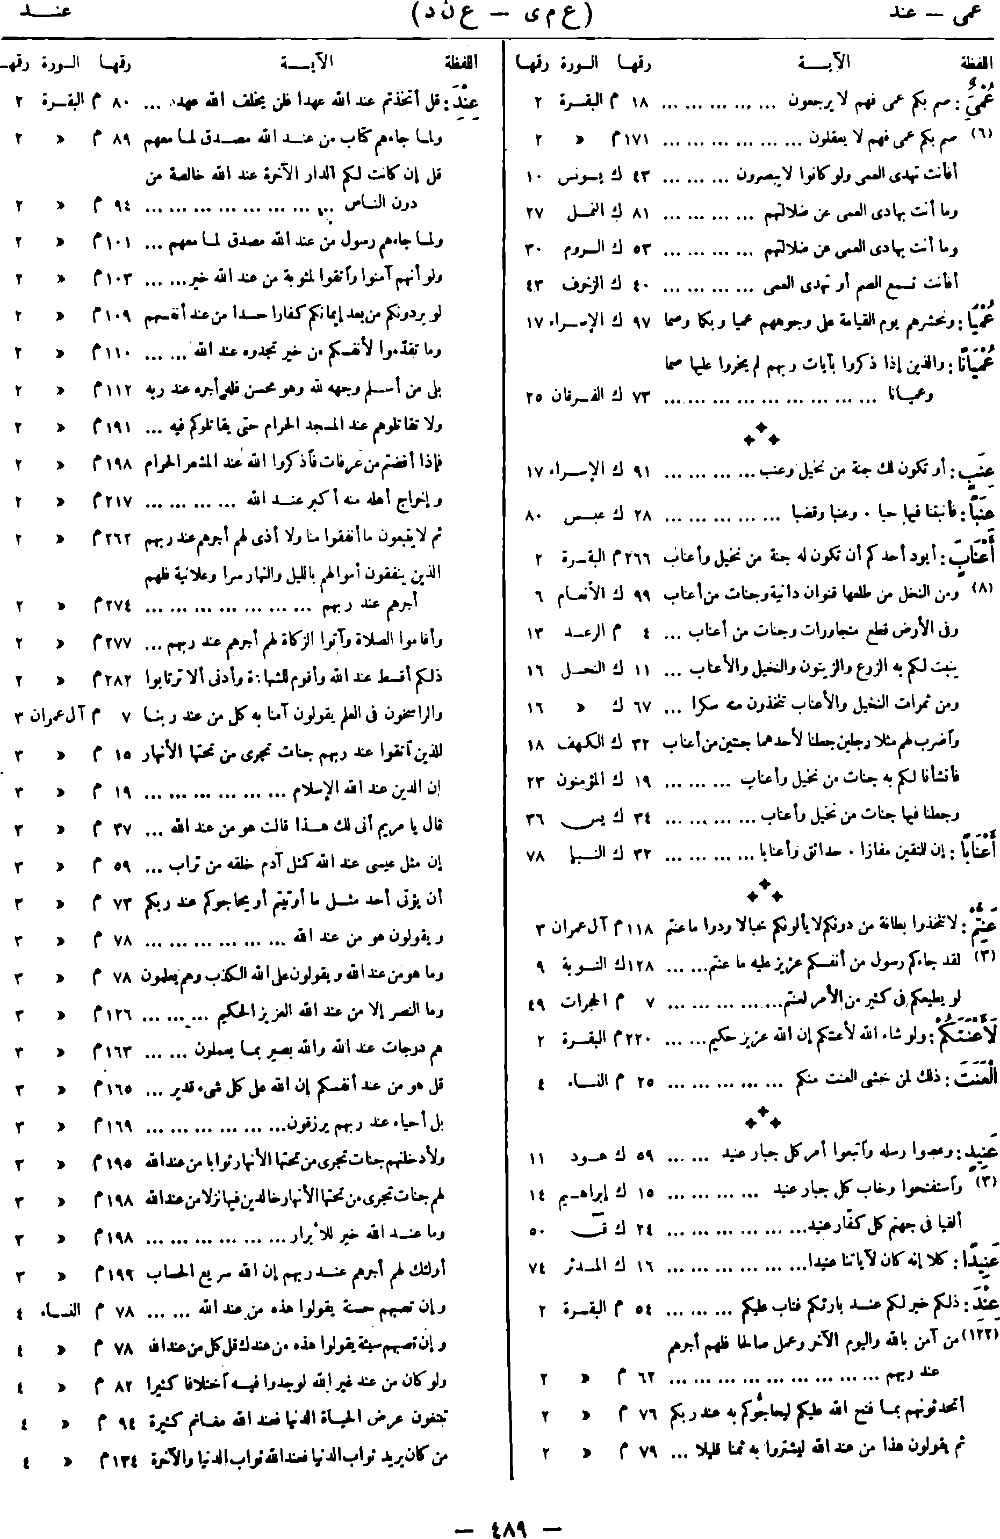 عمى – عند (ع م ى – ع ن د) عنــد
اللفظة الآيــة رقمها السورة رقمها
عُمْىٌ : صم بكم عمى فهم لا يرجعون ... ... ... ... ... ١٨ م البقرة ٢
(٦) صم بكم عمى فهم لا يعقلون ... ... ... ... ... ... ١٧١ م « ٢
أفأنت تهدى العمى ولو كانوا لا يبصرون ... ... ... ٤٣ ك يونس ١٠
وما أنت بهادى العمى عن ضلالتهم ... ... ... ... ٨١ ك النمل ٢٧
وما أنت بهادى العمى عن ضلالتهم ... ... ... ... ٥٣ ك الروم ٣٠
أفأنت تسمع الصم أو تهدى العمى ... ... ... ... ٤٠ ك الزخرف ٤٣
عُمْيًا : ونحشرهم يوم القيامة على وجوههم عميا وبكما وصما ٩٧ ك الإسراء ١٧
عُمْيَانًا : والذين إذا ذكروا بآيات ربهم لم يخروا عليها صما
وعميانا ... ... ... ... ... ... ... ... ... ٧٣ ك الفرقان ٢٥
عِنَبٍ : أو تكون لك جنة من نخيل وعنب ... ... ... ... ٩١ ك الإسراء ١٧
عِنَبًا : فأنبتنا فيها حبا ٠ وعنبا وقضبا ... ... ... ... ... ٢٨ ك عبس ٨٠
أَعْنَابٍ : أيود أحدكم أن تكون له جنة من نخيل وأعناب ٢٦٦ م البقرة ٢
(٨) ومن النخل من طلعها قنوان دانية وجنات من أعناب ٩٩ ك الأنعام ٦
وفى الأرض قطع متجاورات وجنات من أعناب ... ٤ م الرعد ١٣
ينبت لكم به الزرع والزيتون والنخيل والأعناب ... ١١ ك النحل ١٦
ومن ثمرات النخيل والأعناب تتخذون منه سكرا ... ٦٧ ك « ١٦
وأضرب لهم مثلا رجلين جعلنا لأحدهما جنتين من أعناب ٣٢ ك الكهف ١٨
فأنشأنا لكم به جنات من نخيل وأعناب ... ... ... ١٩ ك المؤمنون ٢٣
وجعلنا فيها جنات من نخيل وأعناب ... ... ... ... ٣٤ ك يس ٣٦
أَعْنَابًا : إن للمتقين مفازا ٠ حدائق وأعنابا ... ... ... ... ٣٢ ك النبإ ٧٨
عَنِتُّمْ : لا تتخذوا بطانة من دونكم لا يألونكم خبالا ودوا ما عنتم ١١٨ م آل عمران ٣
(٣) لقد جاءكم رسول من أنفسكم عزيز عليه ما عنتم ... ... ١٢٨ ك التوبة ٩
لو يطيعكم فى كثير من الأمر لعنتم ... ... ... ... ... ٧ م الحجرات ٤٩
لَأَعْنَتَكُمْ : ولو شاء الله لأعنتكم إن الله عزيز حكيم ... ... ٢٢٠ م البقرة ٢
الْعَنَتَ : ذلك لمن خشى العنت منكم ... ... ... ... ... ٢٥ م النساء ٤
عَنِيدٍ : وعصوا رسله وأتبعوا أمر كل جبار عنيد ... ... ٥٩ ك هود ١١
(٣) وأستفتحوا وخاب كل جبار عنيد ... ... ... ... ١٥ ك إبراهيم ١٤
ألقيا فى جهنم كل كفار عنيد ... ... ... ... ... ٢٤ ك ق ٥٠
عَنِيدًا : كلا إنه كان لآياتنا عنيدا ... ... ... ... ... ... ١٦ ك المدثر ٧٤
عِنْدَ : ذلكم خير لكم عند بارئكم فتاب عليكم ... ... ... ٥٤ م البقرة ٢
(١٢٢) من آمن بالله واليوم الآخر وعمل صالحا فلهم أجرهم
عند ربهم ... ... ... ... ... ... ... ... ... ٦٢ م « ٢
أتحدثونهم بما فتح الله عليكم ليحاجوكم به عند ربكم ٧٦ م « ٢
ثم يقولون هذا من عند الله ليشتروا به ثمنا قليلا ... ٧٩ م « ٢
اللفظة الآيــة رقمها السورة رقمها
عِنْدَ : قل أتخذتم عند الله عهدا فلن يخلف الله عهده ... ٨٠ م البقرة ٢
ولما جاءهم كتاب من عند الله مصدق لما معهم ٨٩ م « ٢
قل إن كانت لكم الدار الآخرة عند الله خالصة من
دون الناس ... ... ... ... ... ... ... ... ٩٤ م « ٢
ولما جاءهم رسول من عند الله مصدق لما معهم ... ١٠١ م « ٢
ولو أنهم آمنوا وأتقوا لمثوبة من عند الله خير ... ... ١٠٣ م « ٢
لو يردونكم من بعد إيمانكم كفارا حسدا من عند أنفسهم ١٠٩ م « ٢
وما تقدموا لأنفسكم من خير تجدوه عند الله ... ... ١١٠ م « ٢
بلى من أسلم وجهه لله وهو محسن فله أجره عند ربه ١١٢ م « ٢
ولا تقاتلوهم عند المسجد الحرام حتى يقاتلوكم فيه ... ١٩١ م « ٢
فإذا أفضتم من عرفات فأذكروا الله عند المشعر الحرام ١٩٨ م « ٢
وإخراج أهله منه أكبر عند الله ... ... ... ... ٢١٧ م « ٢
ثم لا يتبعون ما أنفقوا منا ولا أذى لهم أجرهم عند ربهم ٢٦٢ م « ٢
الذين ينفقون أموالهم بالليل والنهار سرا وعلانية فلهم
أجرهم عند ربهم ... ... ... ... ... ... ... ٢٧٤ م « ٢
وأقاموا الصلاة وآتوا الزكاة لهم أجرهم عند ربهم ... ٢٧٧ م « ٢
ذلكم أقسط عند الله وأقوم للشهادة وأدنى ألا ترتابوا ٢٨٢ م « ٢
والراسخون فى العلم يقولون آمنا به كل من عند ربنا ٧ م آل عمران ٣
للذين أتقوا عند ربهم جنات تجرى من تحتها الأنهار ١٥ م « ٣
إن الدين عند الله الإسلام ... ... ... ... ... ... ١٩ م « ٣
قال يا مريم أنى لك هذا قالت هو من عند الله ... ٣٧ م « ٣
إن مثل عيسى عند الله كمثل آدم خلقه من تراب ... ٥٩ م « ٣
أن يؤتى أحد مثل ما أوتيتم أو يحاجوكم عند ربكم ٧٣ م « ٣
ويقولون هو من عند الله ... ... ... ... ... ... ٧٨ م « ٣
وما هو من عند الله ويقولون على الله الكذب وهم يعلمون ٧٨ م « ٣
وما النصر إلا من عند الله العزيز الحكيم ... ... ... ١٢٦ م « ٣
هم درجات عند الله والله بصير بما يعملون ... ... ١٦٣ م « ٣
قل هو من عند أنفسكم إن الله على كل شىء قدير ... ١٦٥ م « ٣
بل أحياء عند ربهم يرزقون ... ... ... ... ... ... ١٦٩ م « ٣
ولأدخلنهم جنات تجرى من تحتها الأنهار ثوابا من عند الله ١٩٥ م « ٣
لهم جنات تجرى من تحتها الأنهار خالدين فيها نزلا من عند الله ١٩٨ م « ٣
وما عند الله خير للأبرار ... ... ... ... ... ... ١٩٨ م « ٣
أولئك لهم أجرهم عند ربهم إن الله سريع الحساب ١٩٩ م « ٣
وإن تصبهم حسنة يقولوا هذه من عند الله ... ... ٧٨ م النساء ٤
وإن تصبهم سيئة يقولوا هذه من عندك قل كل من عند الله ٧٨ م « ٤
ولو كان من عند غير الله لوجدوا فيه أختلافا كثيرا ٨٢ م « ٤
تبتغون عرض الحياة الدنيا فعند الله مغانم كثيرة ٩٤ م « ٤
من كان يريد ثواب الدنيا فعند الله ثواب الدنيا والآخرة ١٣٤ م « ٤
– ٤٨٩ –